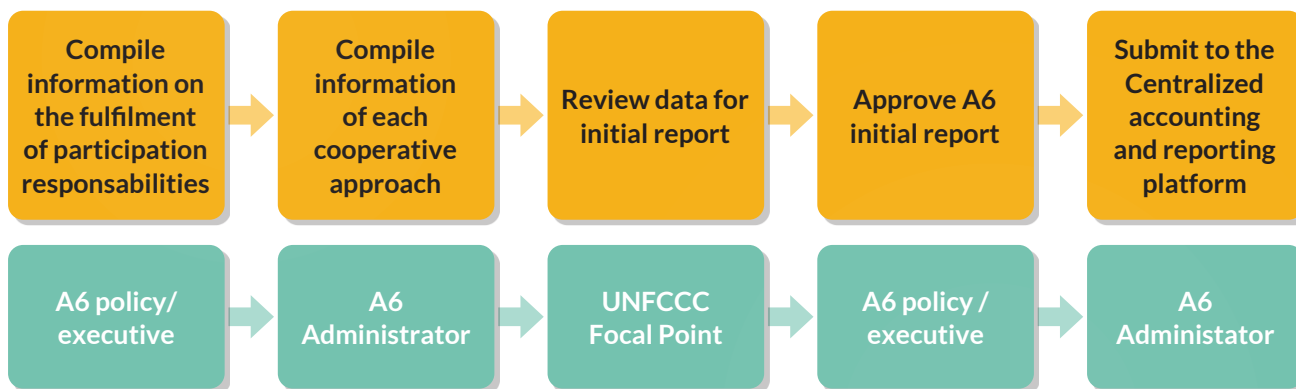 Compile
information on
the fulfilment
of participation
responsabilities
Compile
information
of each
cooperative
approach
Review data for
initial report
Approve A6
initial report
Submit to the
Centralized
accounting
and reporting
platform
A6 policy/
executive
A6
Administrator
UNFCCC
Focal Point
A6 policy /
executive
A6
Administator